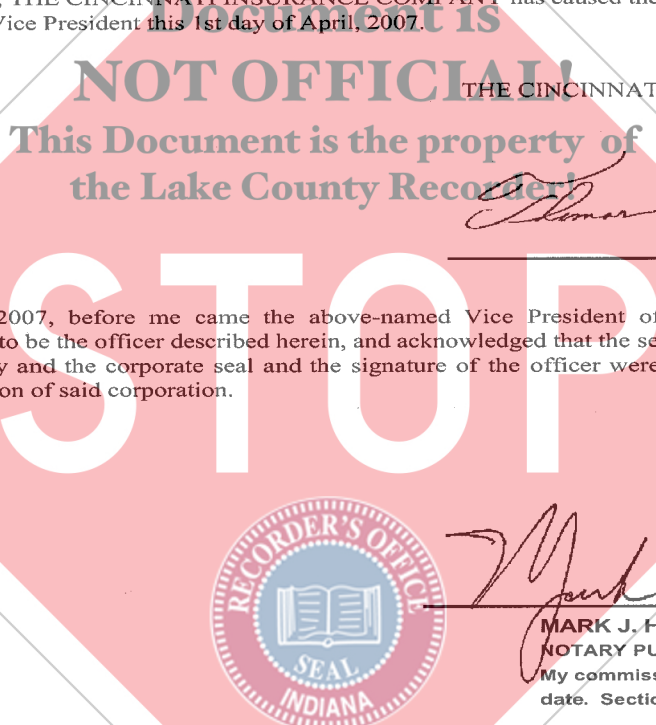 , THE CINCINNATI INSURANCE COMPANY has caused the
Vice President this 1st day of April, 2007.
Document is
NOT OFFICIAL!
THE CINCINNAT
This Document is the property of
the Lake County Recorder!
STOP
2007, before me came the above-named Vice President of
to be the officer described herein, and acknowledged that the se
y and the corporate seal and the signature of the officer were
on of said corporation.
RECORDER'S OFFICE
SEAL
INDIANA
Mark
MARK J. H
NOTARY PU
My commiss
date. Sectio